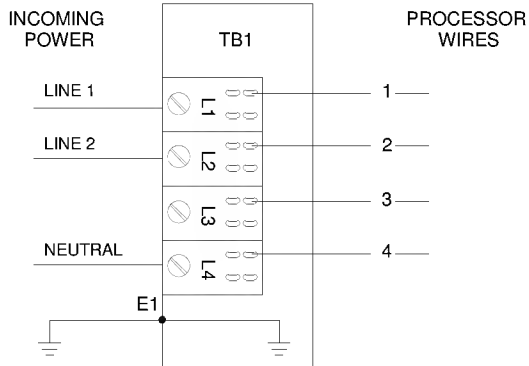 INCOMING
POWER
TB1
PROCESSOR
WIRES
LINE 1
L1
1
LINE 2
L2
2
L3
3
NEUTRAL
L4
4
E1